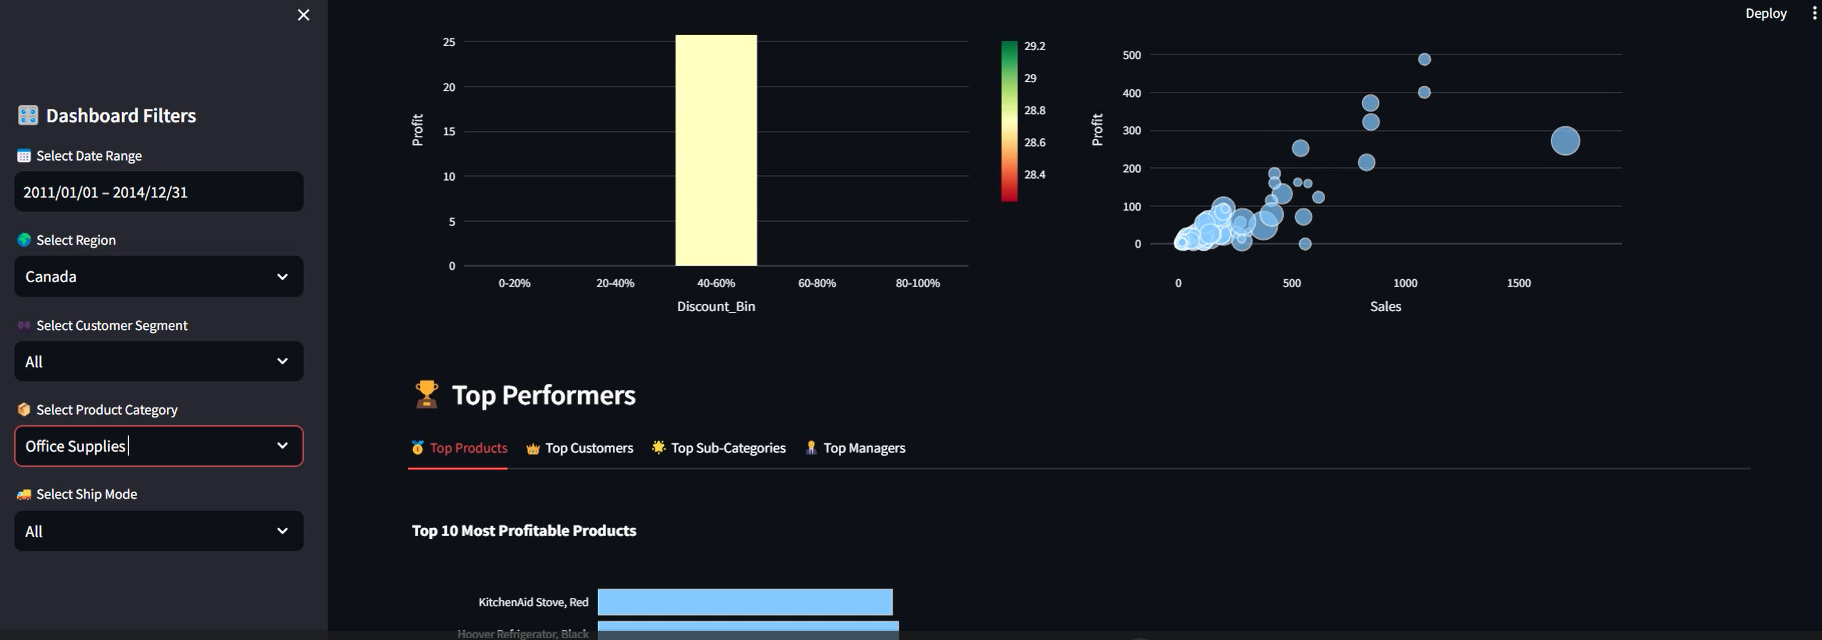 Deploy
Dashboard Filters
Select Date Range
2011/01/01 – 2014/12/31
Select Region
Canada
Select Customer Segment
All
Select Product Category
Office Supplies
Select Ship Mode
All
25
20
15
10
5
0
Profit
0-20%
20-40%
40-60%
60-80%
80-100%
Discount_Bin
29.2
29
28.8
28.6
28.4
500
400
300
200
100
0
Profit
0
500
1000
1500
Sales
Top Performers
Top Products
Top Customers
Top Sub-Categories
Top Managers
Top 10 Most Profitable Products
KitchenAid Stove, Red
Hoover Refrigerator, Black